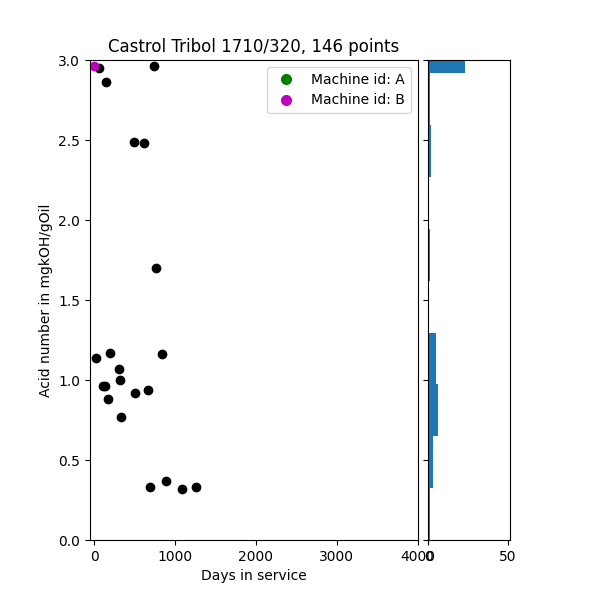 Castrol Tribol 1710/320, 146 points
Machine id: A
Machine id: B
Acid number in mgkOH/gOil
3.0
2.5
2.0
1.5
1.0
0.5
0.0
0
1000
2000
3000
4000
0
50
Days in service